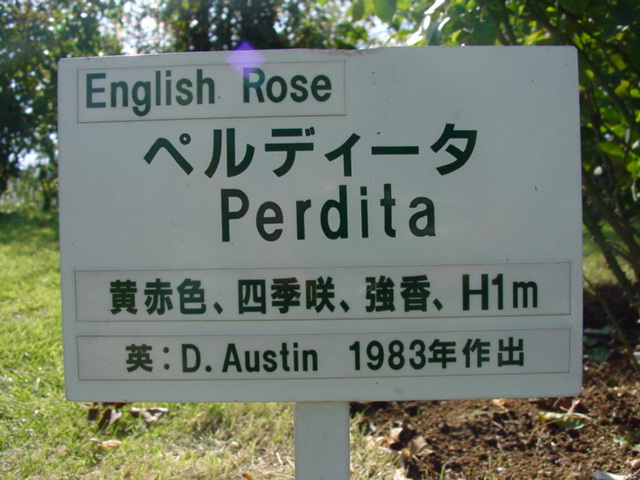 English Rose
ペルディータ
Perdita
黄赤色、四季咲、強香、H1m
英：D. Austin 1983年作出